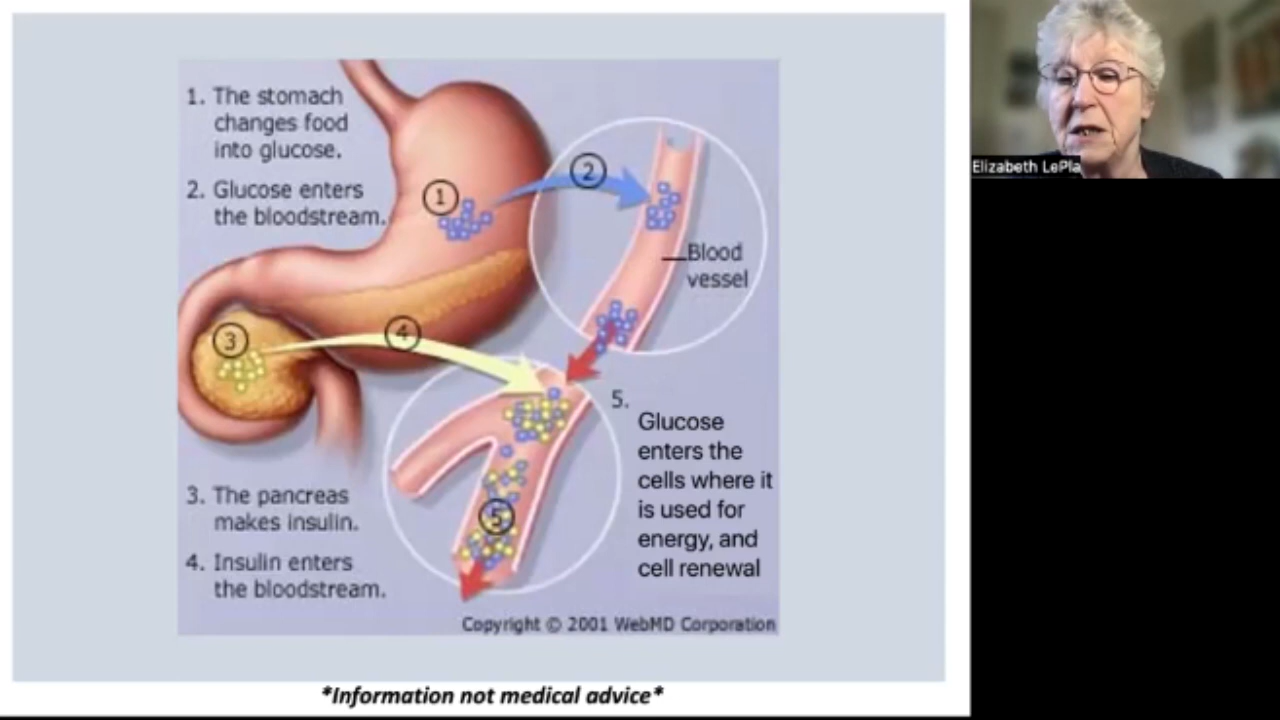 1. The stomach
changes food
into glucose.
2. Glucose enters
the bloodstream.
1
2
Blood
vessel
3
4
5.
Glucose
enters the
cells where it
is used for
energy, and
cell renewal
5
3. The pancreas
makes insulin.
4. Insulin enters
the bloodstream.
Copyright © 2001 WebMD Corporation
*Information not medical advice*
Elizabeth LePla